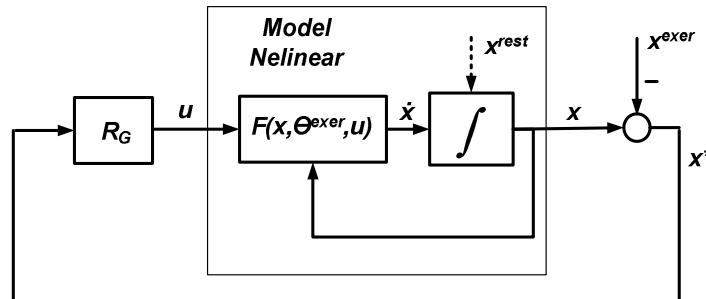 Model
Nelinear
x^rest
x^exer
−
R_G
u
F(x,Θ^exer,u)
ẋ
∫
x
x*